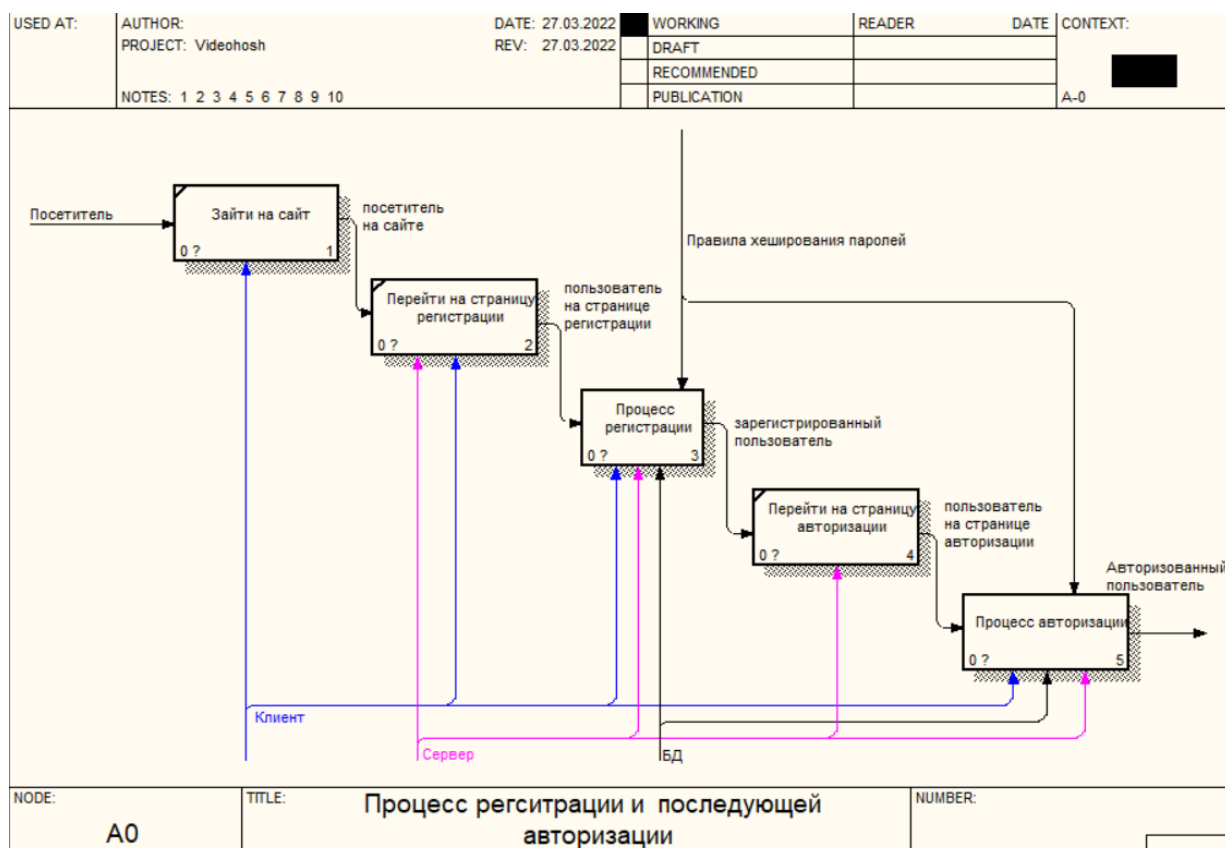 USED AT:
AUTHOR:
DATE: 27.03.2022
PROJECT: Videohosh
REV: 27.03.2022
NOTES: 1 2 3 4 5 6 7 8 9 10
WORKING
DRAFT
RECOMMENDED
PUBLICATION
READER
DATE
CONTEXT:
A-0
Посетитель
Зайти на сайт
0 ?
1
посетитель
на сайте
Правила хеширования паролей
Перейти на страницу
регистрации
0 ?
2
пользователь
на странице
регистрации
Процесс
регистрации
0 ?
3
зарегистрированный
пользователь
Перейти на страницу
авторизации
0 ?
4
пользователь
на странице
авторизации
Процесс авторизации
0 ?
5
Авторизованный
пользователь
Клиент
Сервер
БД
NODE:
A0
TITLE:
Процесс регситрации и последующей
авторизации
NUMBER: